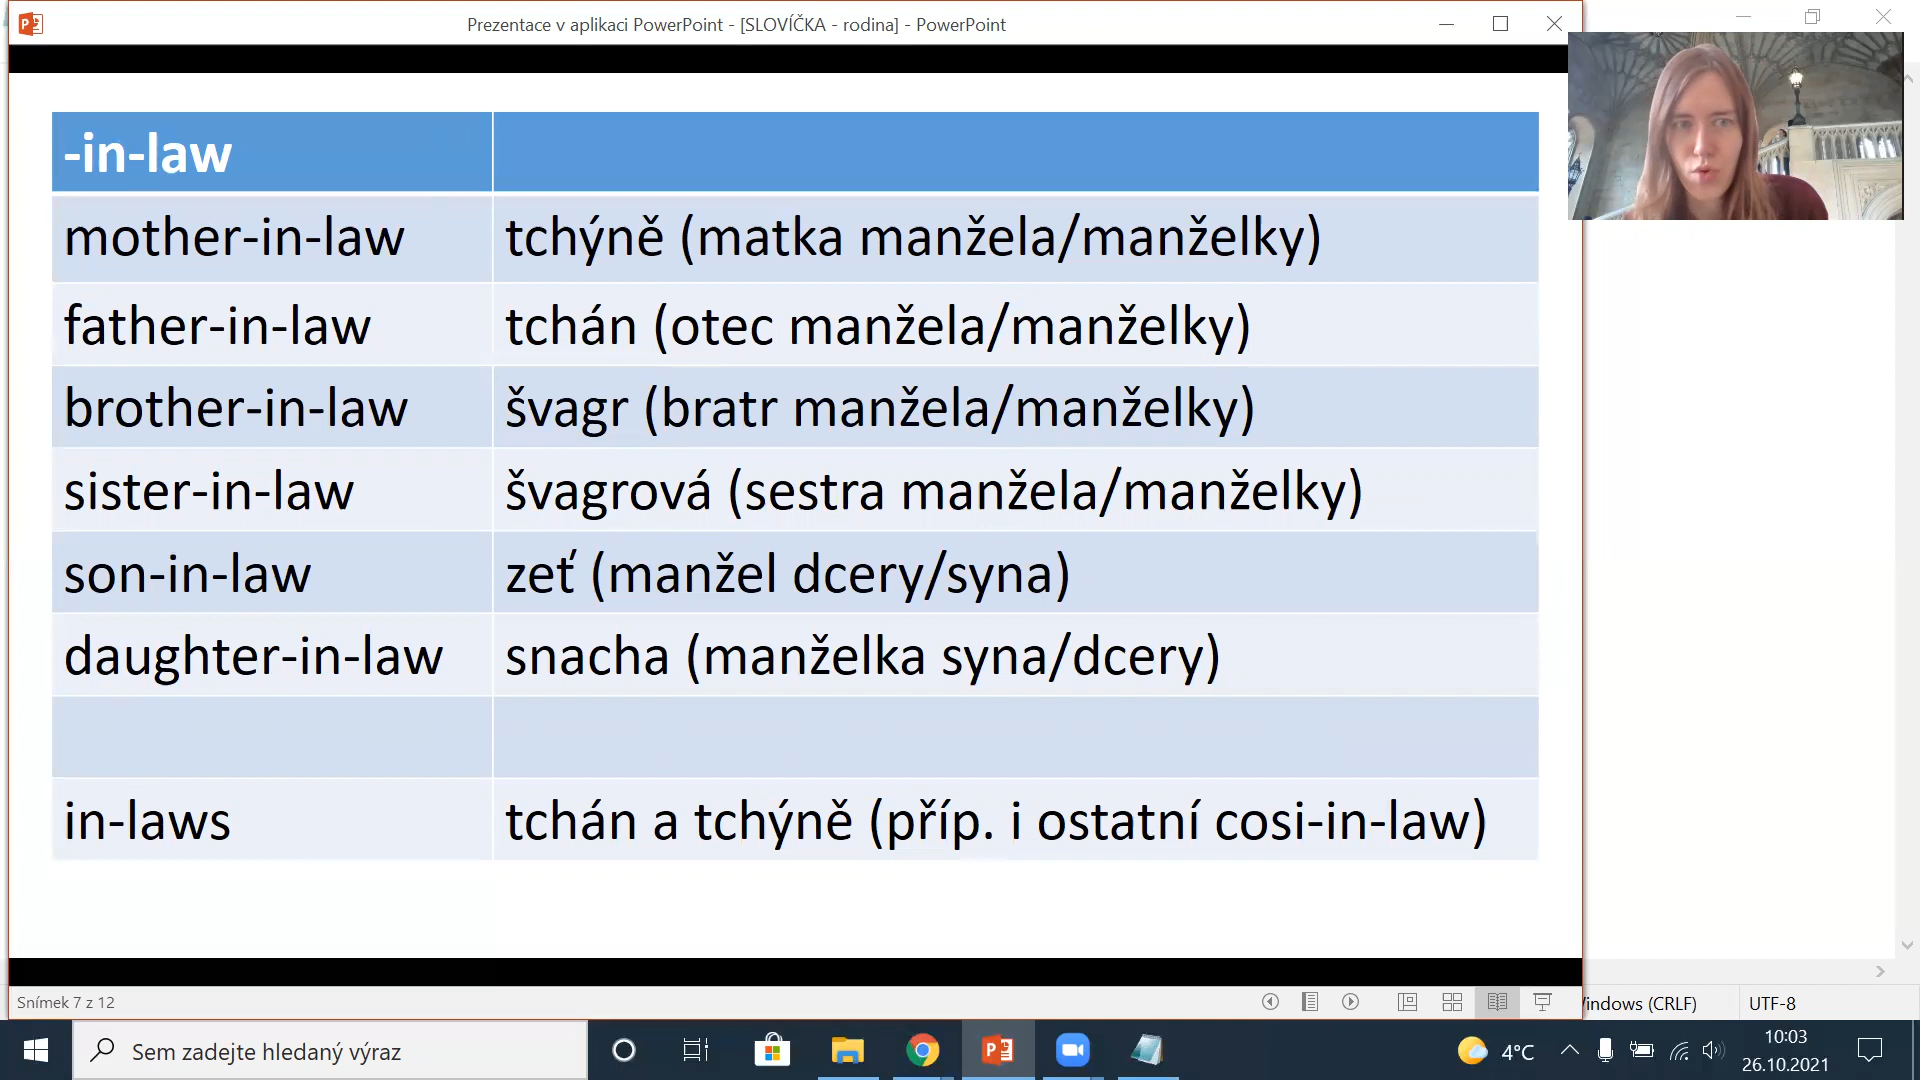 Prezentace v aplikaci PowerPoint - [SLOVÍČKA - rodina] - PowerPoint
-in-law
mother-in-law tchýně (matka manžela/manželky)
father-in-law tchán (otec manžela/manželky)
brother-in-law švagr (bratr manžela/manželky)
sister-in-law švagrová (sestra manžela/manželky)
son-in-law zeť (manžel dcery/syna)
daughter-in-law snacha (manželka syna/dcery)
in-laws tchán a tchýně (příp. i ostatní cosi-in-law)
Snímek 7 z 12
indows (CRLF) UTF-8
Sem zadejte hledaný výraz
4°C
10:03
26.10.2021